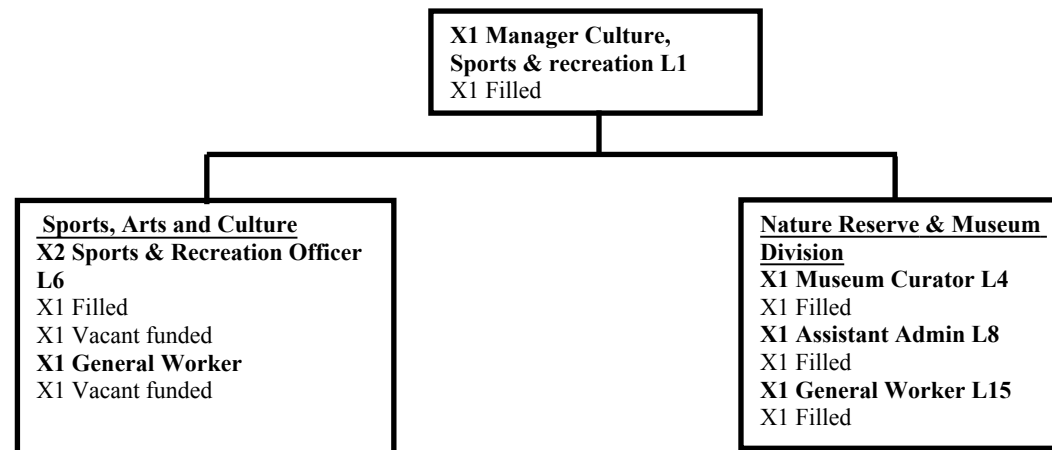 X1 Manager Culture,
Sports & recreation L1
X1 Filled
Sports, Arts and Culture
X2 Sports & Recreation Officer
L6
X1 Filled
X1 Vacant funded
X1 General Worker
X1 Vacant funded
Nature Reserve & Museum
Division
X1 Museum Curator L4
X1 Filled
X1 Assistant Admin L8
X1 Filled
X1 General Worker L15
X1 Filled